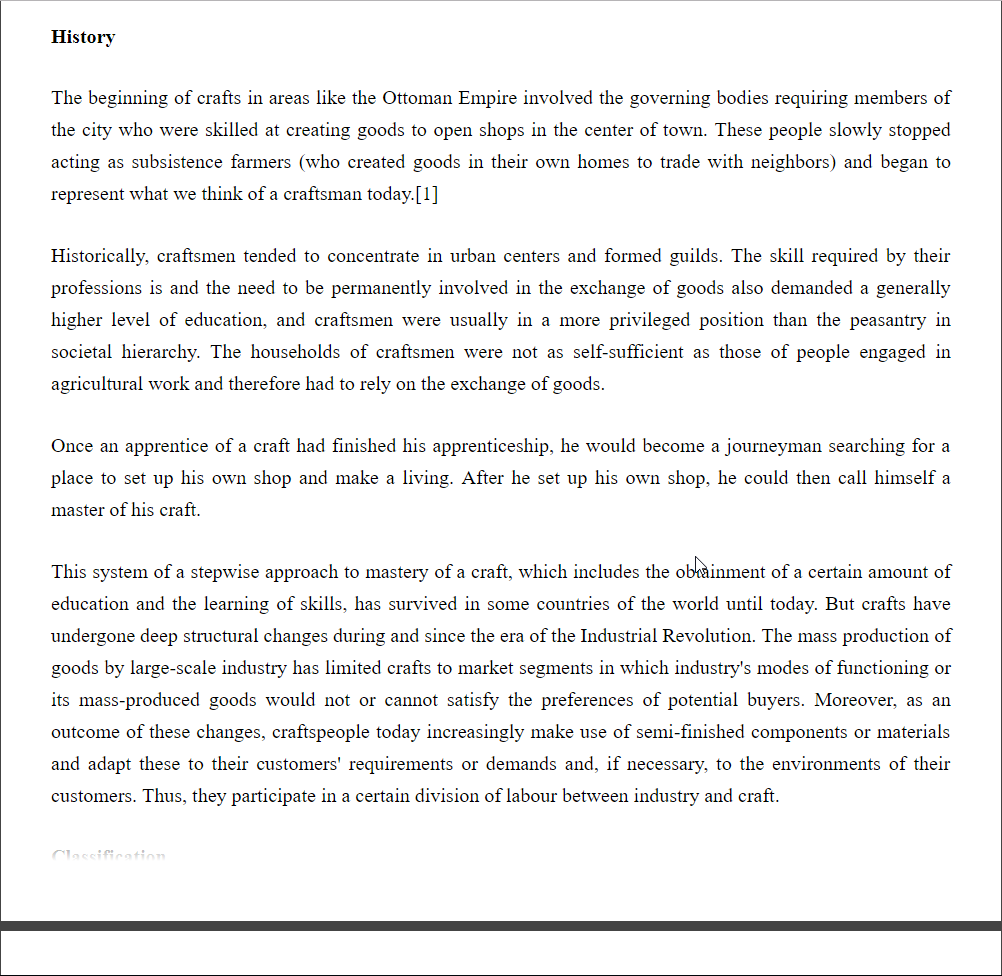 History
The beginning of crafts in areas like the Ottoman Empire involved the governing bodies requiring members of
the city who were skilled at creating goods to open shops in the center of town. These people slowly stopped
acting as subsistence farmers (who created goods in their own homes to trade with neighbors) and began to
represent what we think of a craftsman today.[1]
Historically, craftsmen tended to concentrate in urban centers and formed guilds. The skill required by their
professions is and the need to be permanently involved in the exchange of goods also demanded a generally
higher level of education, and craftsmen were usually in a more privileged position than the peasantry in
societal hierarchy. The households of craftsmen were not as self-sufficient as those of people engaged in
agricultural work and therefore had to rely on the exchange of goods.
Once an apprentice of a craft had finished his apprenticeship, he would become a journeyman searching for a
place to set up his own shop and make a living. After he set up his own shop, he could then call himself a
master of his craft.
This system of a stepwise approach to mastery of a craft, which includes the obtainment of a certain amount of
education and the learning of skills, has survived in some countries of the world until today. But crafts have
undergone deep structural changes during and since the era of the Industrial Revolution. The mass production of
goods by large-scale industry has limited crafts to market segments in which industry's modes of functioning or
its mass-produced goods would not or cannot satisfy the preferences of potential buyers. Moreover, as an
outcome of these changes, craftspeople today increasingly make use of semi-finished components or materials
and adapt these to their customers' requirements or demands and, if necessary, to the environments of their
customers. Thus, they participate in a certain division of labour between industry and craft.
Classification